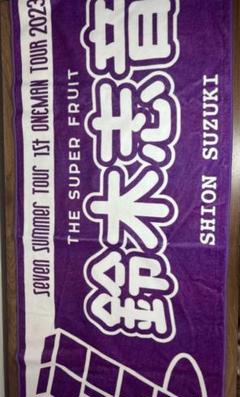 seven summer tour 1st ONEMAN TOUR 2023
THE SUPER FRUIT
鈴木志音
SHION SUZUKI